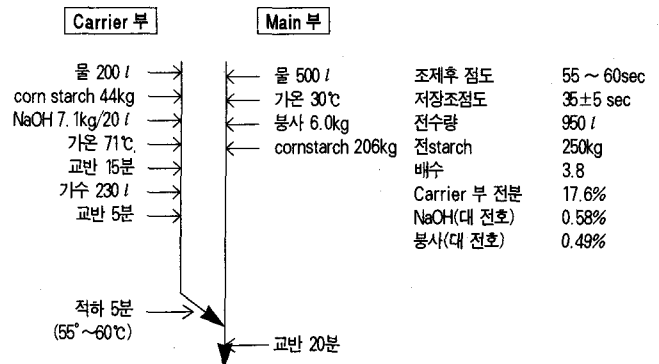 Carrier 부
물 200 l
corn starch 44kg
NaOH 7.1kg/20 l
가온 71℃
교반 15분
가수 230 l
교반 5분
적하 5분
(55°~60℃)
Main 부
물 500 l
가온 30℃
붕사 6.0kg
cornstarch 206kg
교반 20분
조제후 점도 55 ~ 60sec
저장조점도 35±5 sec
전수량 950 l
전starch 250kg
배수 3.8
Carrier 부 전분 17.6%
NaOH(대 전호) 0.58%
붕사(대 전호) 0.49%